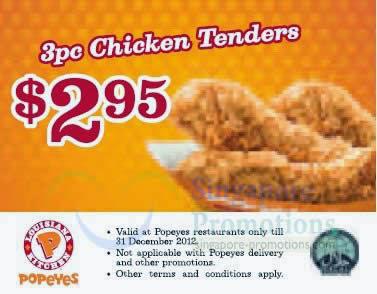 3pc Chicken Tenders
$2.95
Singapore
Promotions
singapore-promotions.com
LOUISIANA
KITCHEN
POPEYES
• Valid at Popeyes restaurants only till
31 December 2012.
• Not applicable with Popeyes delivery
and other promotions.
• Other terms and conditions apply.